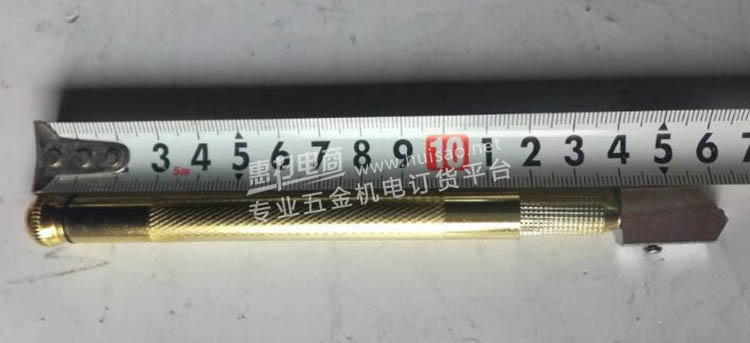 3 4 5 6 7 8 9 10 1 2 3 4 5 6 7
5m
惠扫电商 www.huisao.net
专业五金机电订货平台